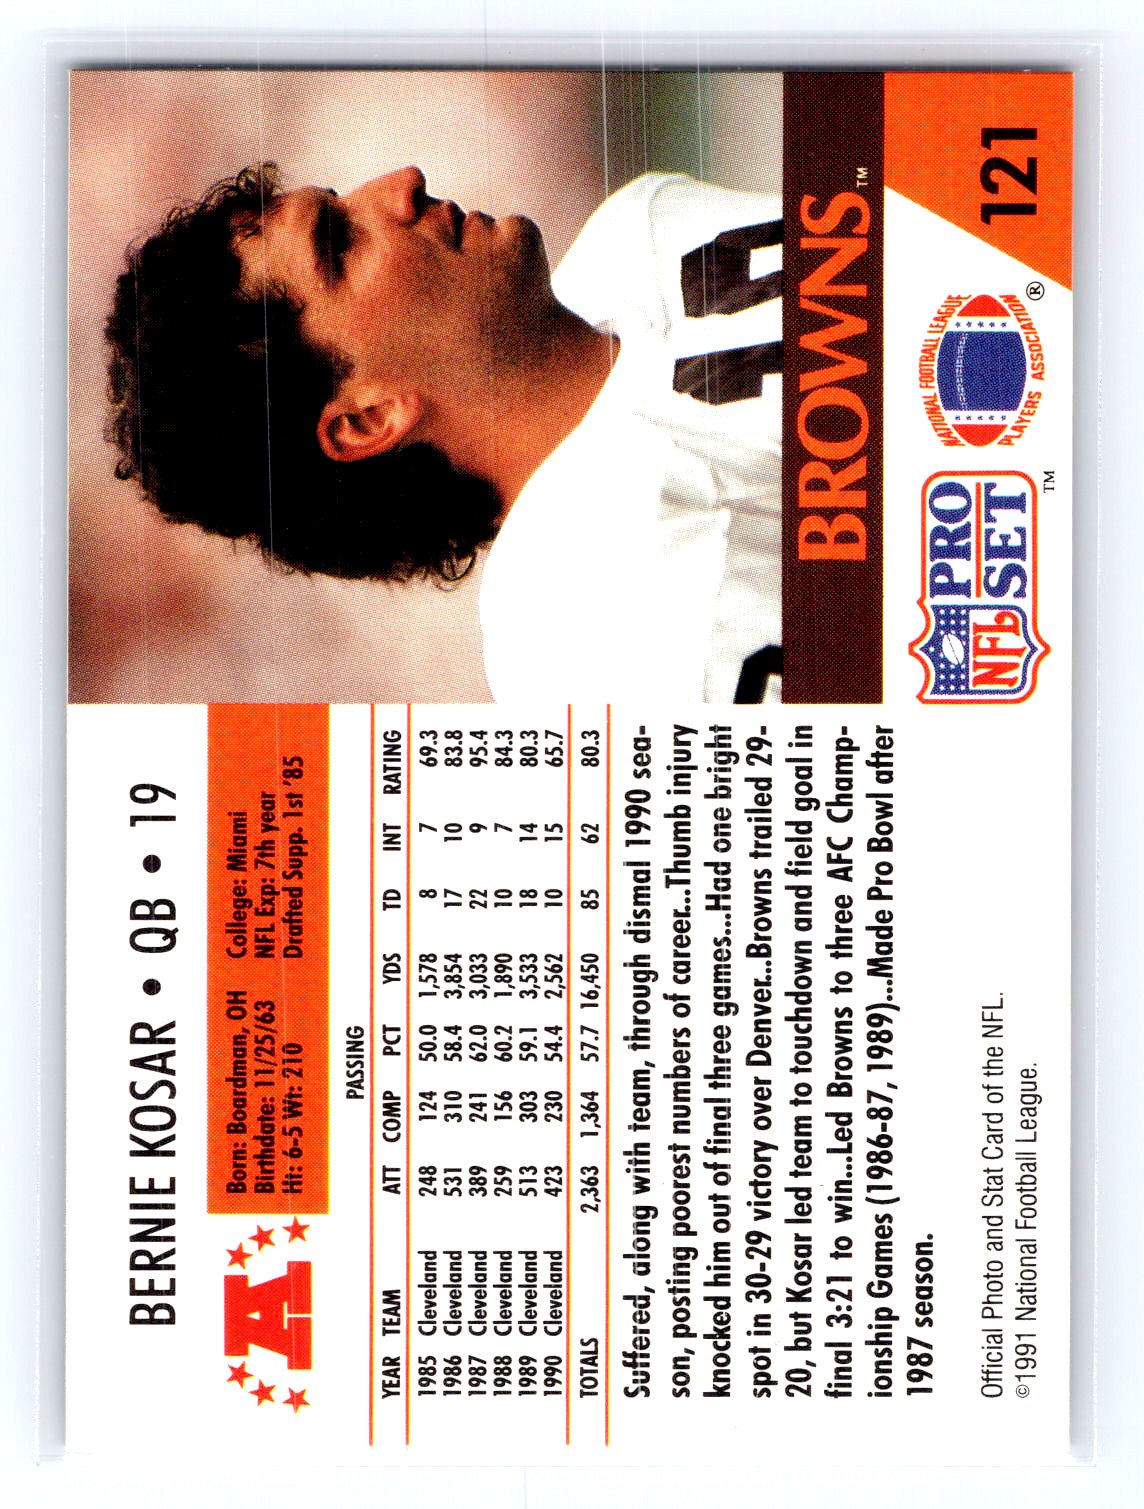 BERNIE KOSAR • QB • 19
A
Born: Boardman, OH College: Miami
Birthdate: 11/25/63 NFL Exp: 7th year
Ht: 6-5 Wt: 210 Drafted Supp. 1st '85
PASSING
YEAR TEAM ATT COMP PCT YDS TD INT RATING
1985 Cleveland 248 124 50.0 1,578 8 7 69.3
1986 Cleveland 531 310 58.4 3,854 17 10 83.8
1987 Cleveland 389 241 62.0 3,033 22 9 95.4
1988 Cleveland 259 156 60.2 1,890 10 7 84.3
1989 Cleveland 513 303 59.1 3,533 18 14 80.3
1990 Cleveland 423 230 54.4 2,562 10 15 65.7
TOTALS 2,363 1,364 57.7 16,450 85 62 80.3
Suffered, along with team, through dismal 1990 sea-
son, posting poorest numbers of career...Thumb injury
knocked him out of final three games...Had one bright
spot in 30-29 victory over Denver...Browns trailed 29-
20, but Kosar led team to touchdown and field goal in
final 3:21 to win...Led Browns to three AFC Champ-
ionship Games (1986-87, 1989)...Made Pro Bowl after
1987 season.
Official Photo and Stat Card of the NFL.
©1991 National Football League.
BROWNS™
NFL PRO SET™
NATIONAL FOOTBALL LEAGUE
PLAYERS ASSOCIATION®
121